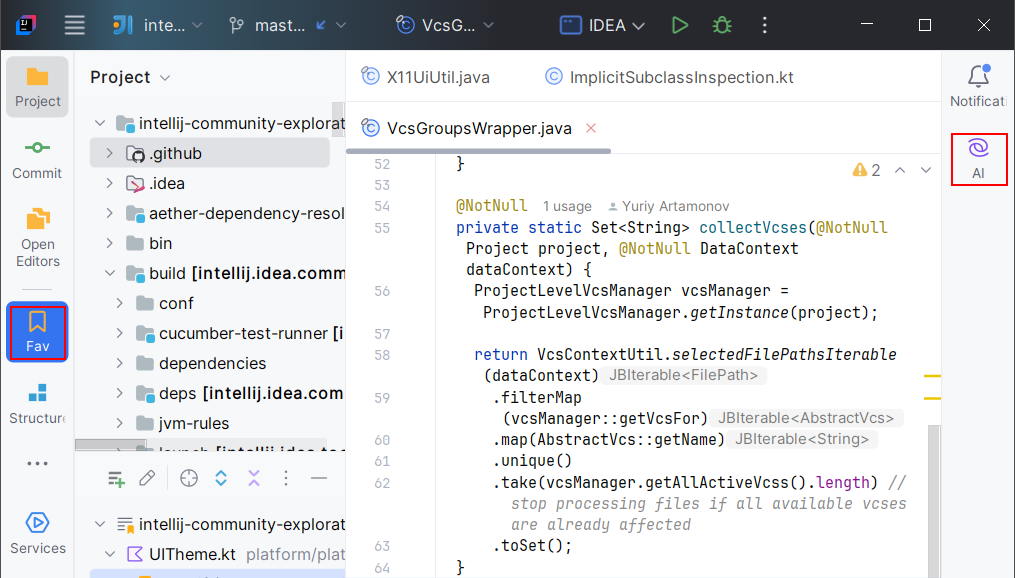 inte...
mast...
VcsG...
IDEA
Project
Commit
Open
Editors
Fav
Structure
Services
Project
intellij-community-explorat
.github
.idea
aether-dependency-resol
bin
build [intellij.idea.comm
conf
cucumber-test-runner [i
dependencies
deps [intellij.idea.com
jvm-rules
intellij-community-explorat
UITheme.kt platform/plat
X11UiUtil.java
ImplicitSubclassInspection.kt
VcsGroupsWrapper.java
2
52 }
53
54 @NotNull 1 usage Yuriy Artamonov
55 private static Set<String> collectVcses(@NotNull
Project project, @NotNull DataContext
dataContext) {
56 ProjectLevelVcsManager vcsManager =
ProjectLevelVcsManager.getInstance(project);
57
58 return VcsContextUtil.selectedFilePathsIterable
(dataContext) JBIterable<FilePath>
59 .filterMap
(vcsManager::getVcsFor) JBIterable<AbstractVcs>
60 .map(AbstractVcs::getName) JBIterable<String>
61 .unique()
62 .take(vcsManager.getAllActiveVcss().length) //
stop processing files if all available vcses
are already affected
63 .toSet();
64 }
Notificat
AI